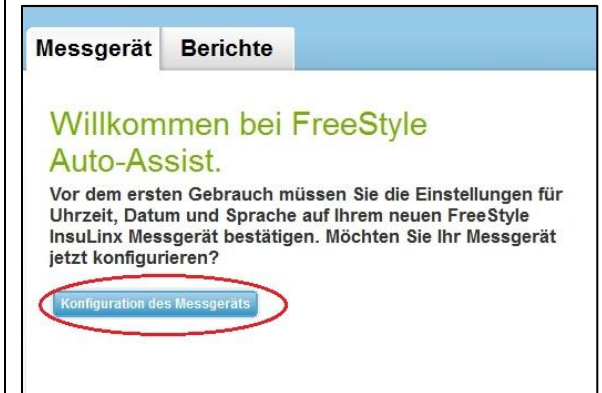 Messgerät Berichte
Willkommen bei FreeStyle
Auto-Assist.
Vor dem ersten Gebrauch müssen Sie die Einstellungen für
Uhrzeit, Datum und Sprache auf Ihrem neuen FreeStyle
InsuLinx Messgerät bestätigen. Möchten Sie Ihr Messgerät
jetzt konfigurieren?
Konfiguration des Messgeräts